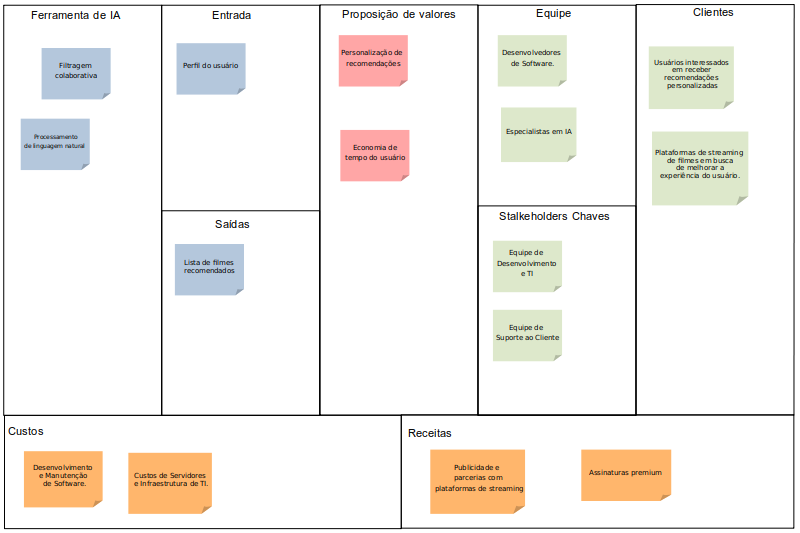 Ferramenta de IA
Filtragem
colaborativa
Processamento
de linguagem natural
Entrada
Perfil do usuário
Saídas
Lista de filmes
recomendados
Proposição de valores
Personalização de
recomendações
Economia de
tempo do usuário
Equipe
Desenvolvedores
de Software.
Especialistas em IA
Stalkeholders Chaves
Equipe de
Desenvolvimento
e TI
Equipe de
Suporte ao Cliente
Clientes
Usuários interessados
em receber
recomendações
personalizadas
Plataformas de streaming
de filmes em busca
de melhorar a
experiência do usuário.
Custos
Desenvolvimento
e Manutenção
de Software.
Custos de Servidores
e Infraestrutura de TI.
Receitas
Publicidade e
parcerias com
plataformas de streaming
Assinaturas premium